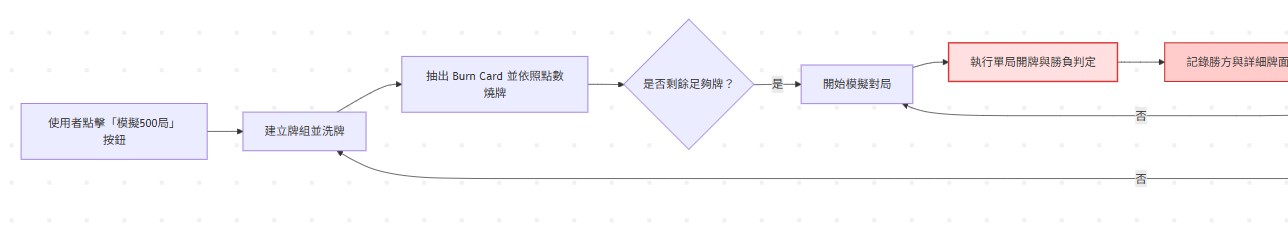 使用者點擊「模擬500局」
按鈕
建立牌組並洗牌
抽出 Burn Card 並依照點數
燒牌
是否剩餘足夠牌？
是
開始模擬對局
執行單局開牌與勝負判定
記錄勝方與詳細牌面
否
否